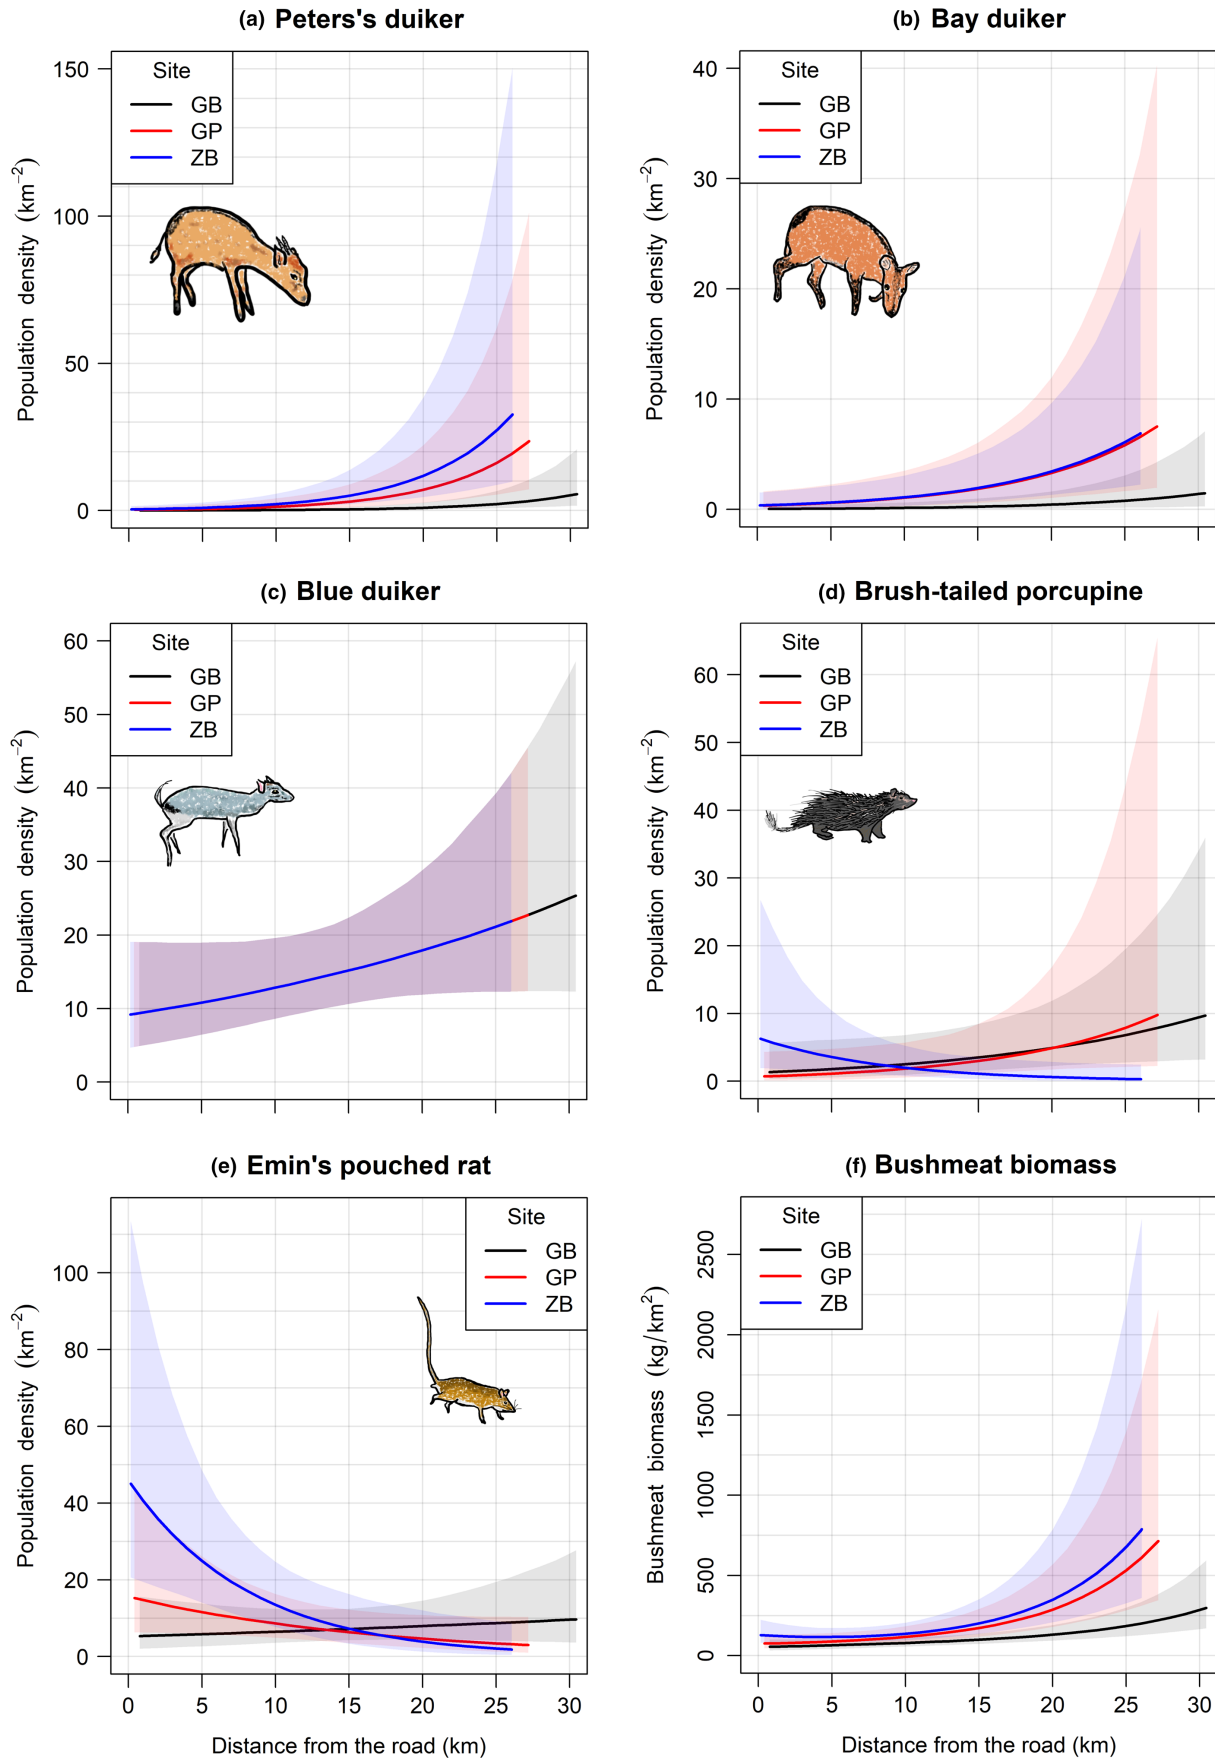 (a) Peters's duiker
Population density (km−2)
150
100
50
0
Site
GB
GP
ZB
(b) Bay duiker
Population density (km−2)
40
30
20
10
0
Site
GB
GP
ZB
(c) Blue duiker
Population density (km−2)
60
50
40
30
20
10
0
Site
GB
GP
ZB
(d) Brush-tailed porcupine
Population density (km−2)
60
50
40
30
20
10
0
Site
GB
GP
ZB
(e) Emin's pouched rat
Population density (km−2)
100
80
60
40
20
0
Site
GB
GP
ZB
0 5 10 15 20 25 30
Distance from the road (km)
(f) Bushmeat biomass
Bushmeat biomass (kg/km2)
2500
2000
1500
1000
500
0
Site
GB
GP
ZB
0 5 10 15 20 25 30
Distance from the road (km)